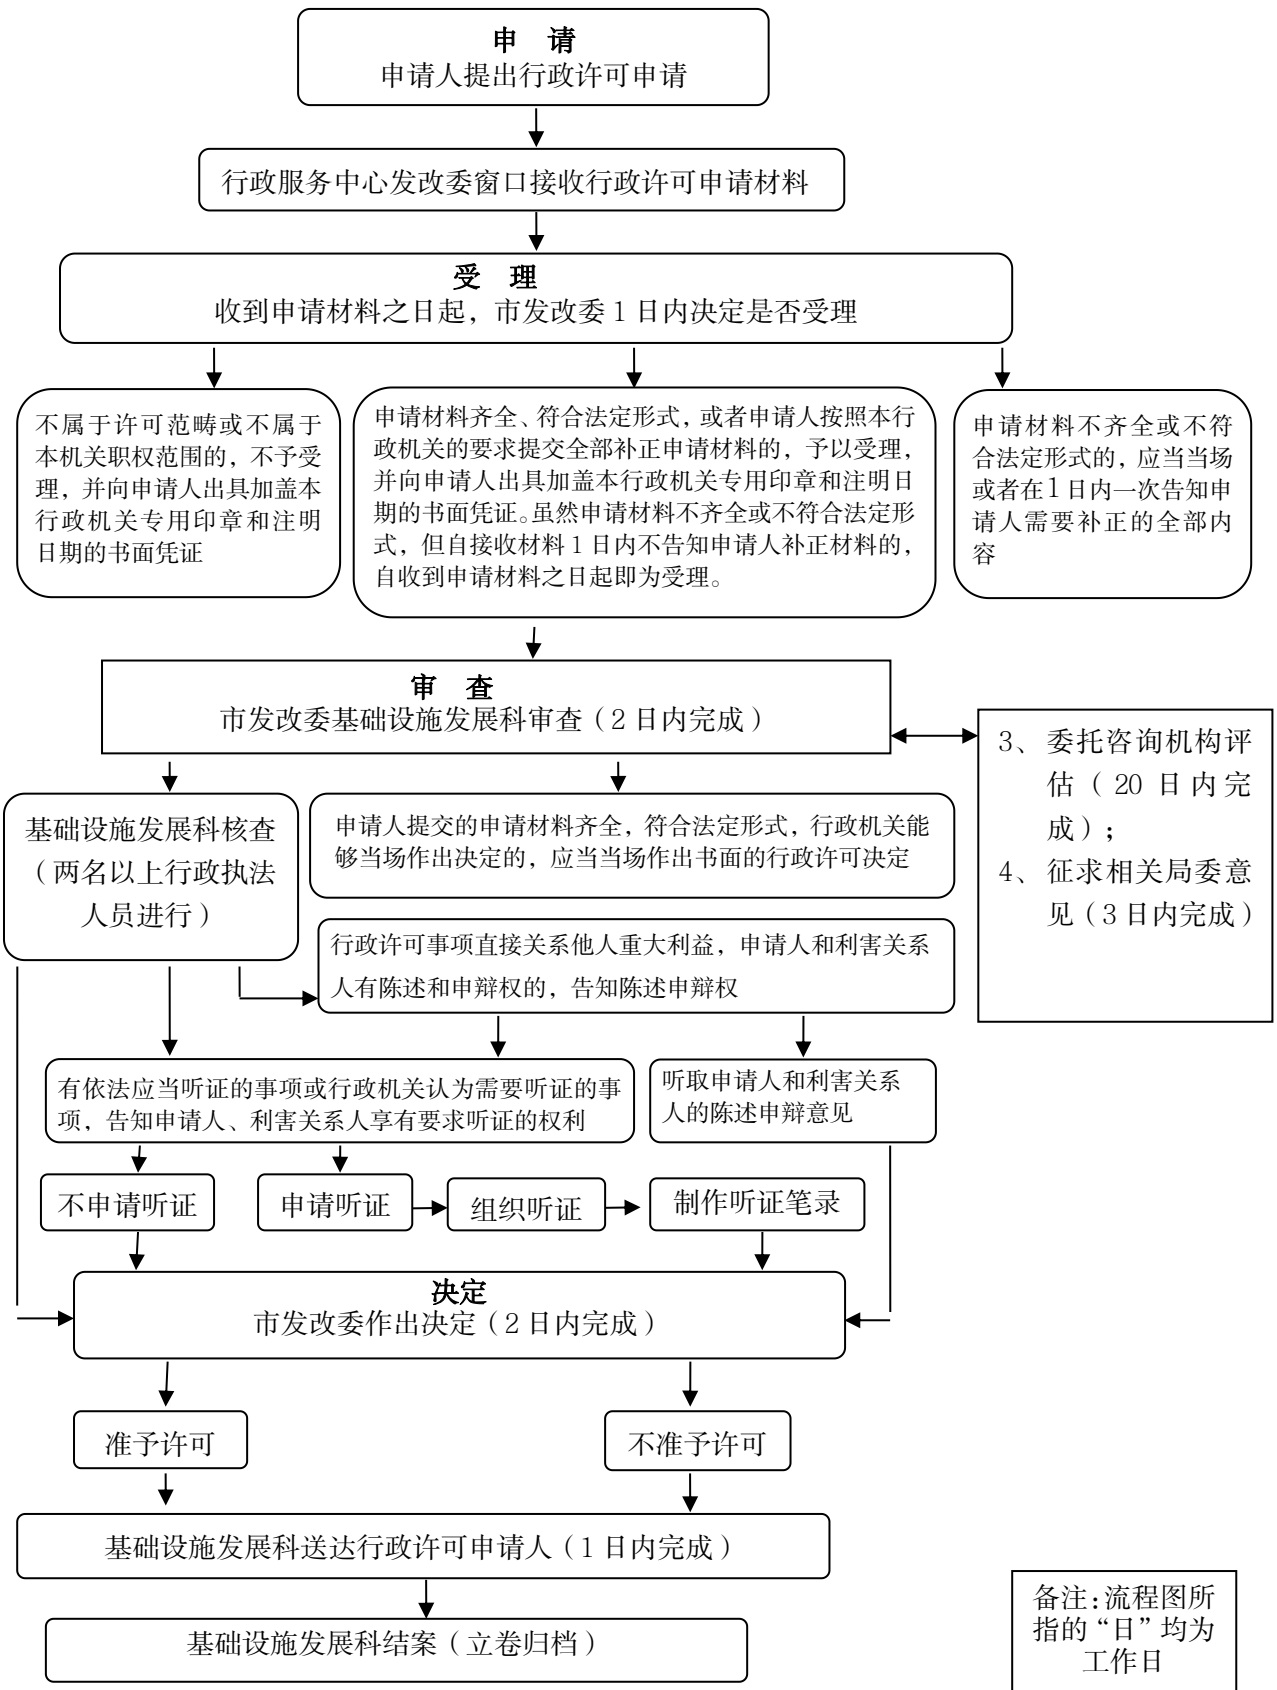 申　请
申请人提出行政许可申请
行政服务中心发改委窗口接收行政许可申请材料
受　理
收到申请材料之日起，市发改委 1 日内决定是否受理
不属于许可范畴或不属于
本机关职权范围的，不予受
理，并向申请人出具加盖本
行政机关专用印章和注明
日期的书面凭证
申请材料齐全、符合法定形式，或者申请人按照本行
政机关的要求提交全部补正申请材料的，予以受理，
并向申请人出具加盖本行政机关专用印章和注明日
期的书面凭证。虽然申请材料不齐全或不符合法定形
式，但自接收材料 1 日内不告知申请人补正材料的，
自收到申请材料之日起即为受理。
申请材料不齐全或不符
合法定形式的，应当当场
或者在 1 日内一次告知申
请人需要补正的全部内
容
审　查
市发改委基础设施发展科审查（2 日内完成）
3、 委托咨询机构评
估（ 20 日内完
成）；
4、 征求相关局委意
见（3 日内完成）
基础设施发展科核查
（两名以上行政执法
人员进行）
申请人提交的申请材料齐全，符合法定形式，行政机关能
够当场作出决定的，应当当场作出书面的行政许可决定
行政许可事项直接关系他人重大利益，申请人和利害关系
人有陈述和申辩权的，告知陈述申辩权
有依法应当听证的事项或行政机关认为需要听证的事
项，告知申请人、利害关系人享有要求听证的权利
听取申请人和利害关系
人的陈述申辩意见
不申请听证
申请听证
组织听证
制作听证笔录
决定
市发改委作出决定（2 日内完成）
准予许可
不准予许可
基础设施发展科送达行政许可申请人（1 日内完成）
基础设施发展科结案（立卷归档）
备注：流程图所
指的“日”均为
工作日